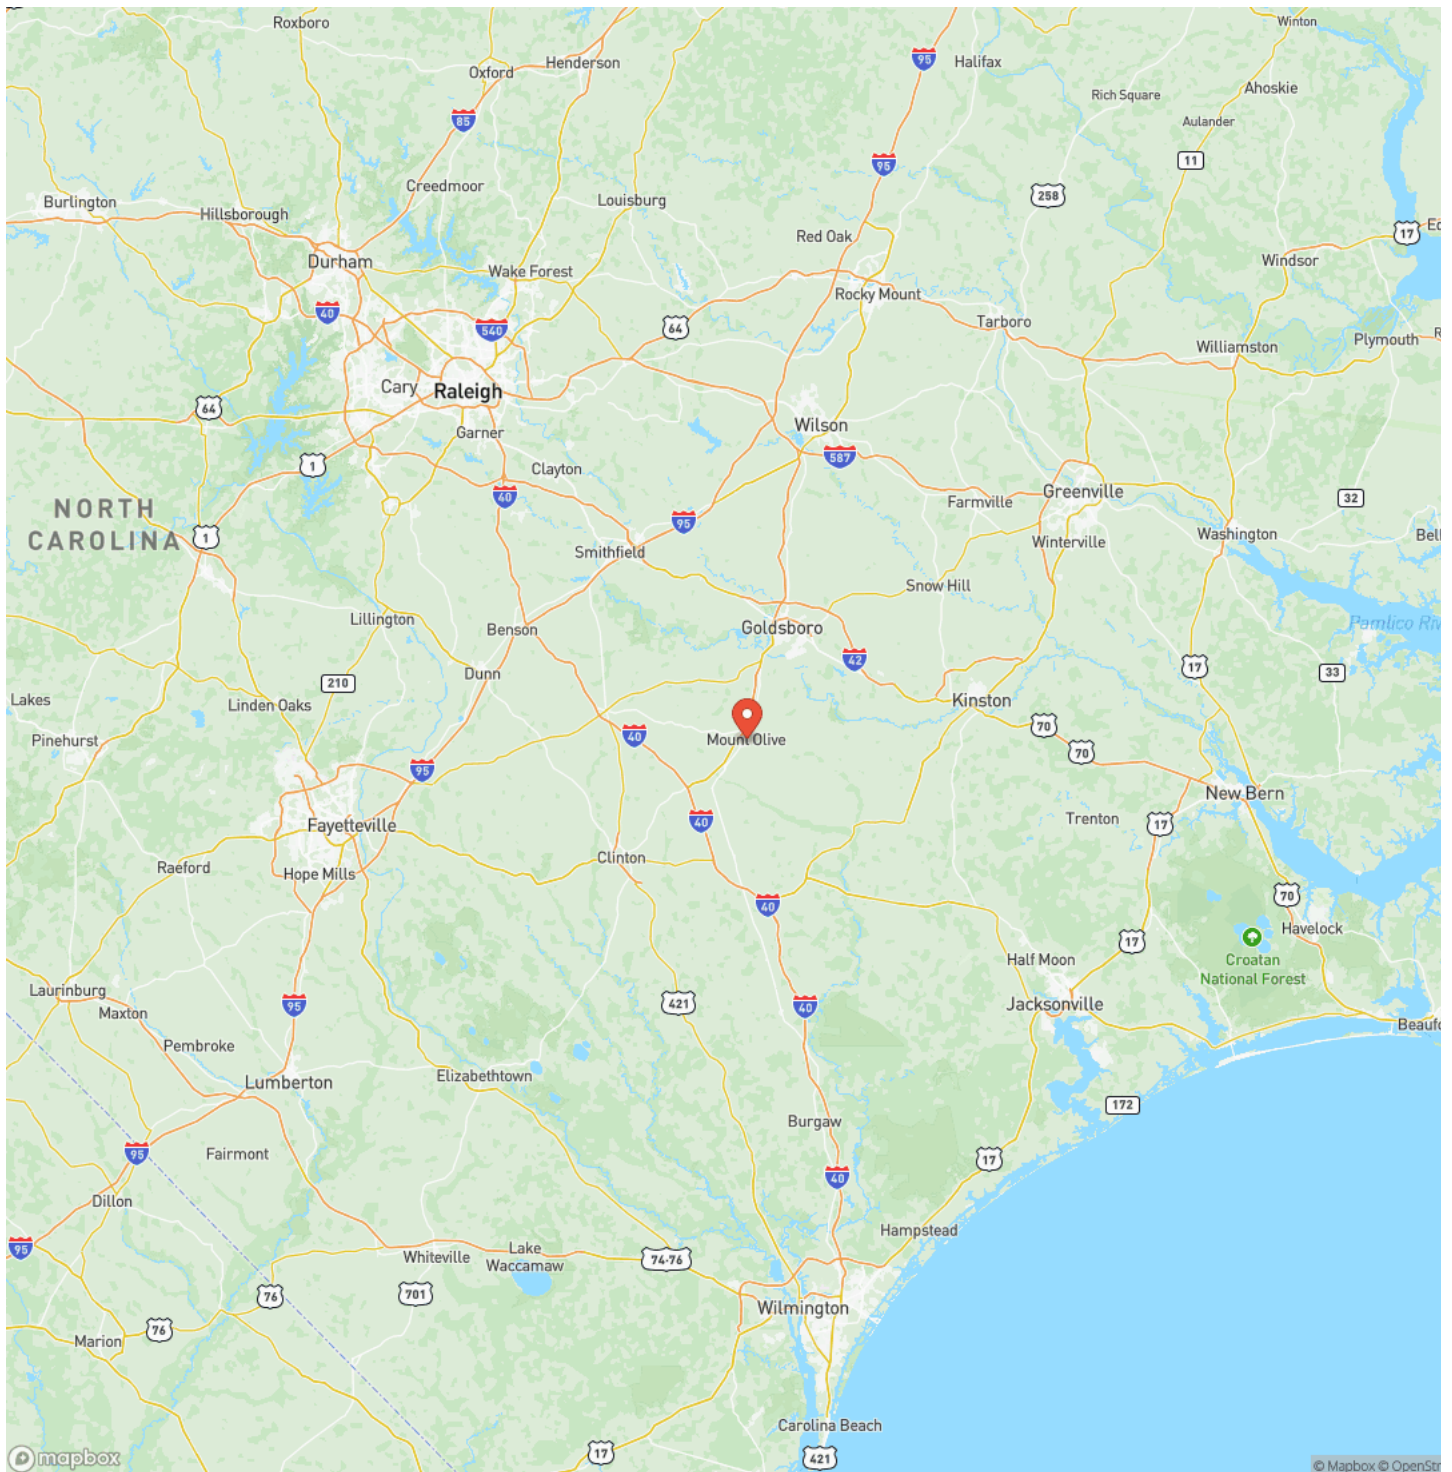 Roxboro
Winton
Oxford
Henderson
95
Halifax
Ahoskie
Rich Square
85
Aulander
11
95
Creedmoor
Burlington
Hillsborough
Louisburg
258
Red Oak
17
Durham
Wake Forest
Windsor
Rocky Mount
40
540
64
Tarboro
Plymouth
Williamston
Cary
Raleigh
64
Wilson
Garner
587
1
Clayton
40
Farmville
Greenville
32
NORTH
CAROLINA
1
95
Smithfield
Winterville
Washington
Snow Hill
Lillington
Benson
Goldsboro
42
17
33
Dunn
210
Lakes
Linden Oaks
Kinston
Pinehurst
40
Mount Olive
70
70
95
New Bern
40
Fayetteville
Trenton
17
Clinton
Raeford
Hope Mills
40
70
Havelock
17
Half Moon
Croatan
National Forest
Laurinburg
Maxton
95
421
40
Jacksonville
Pembroke
Lumberton
Elizabethtown
172
Burgaw
95
Fairmont
17
40
Dillon
Hampstead
95
Whiteville
Lake
Waccamaw
74-76
76
701
Wilmington
76
Marion
Carolina Beach
17
421
mapbox
© Mapbox © OpenStr